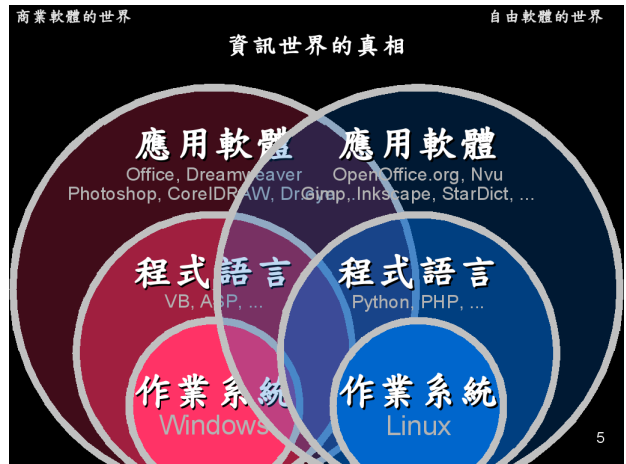 商業軟體的世界
自由軟體的世界
資訊世界的真相
應用軟體
Office, Dreamweaver
Photoshop, CorelDRAW, Dr.eye, ...
應用軟體
OpenOffice.org, Nvu
Gimp, Inkscape, StarDict, ...
程式語言
VB, ASP, ...
程式語言
Python, PHP, ...
作業系統
Windows
作業系統
Linux
5